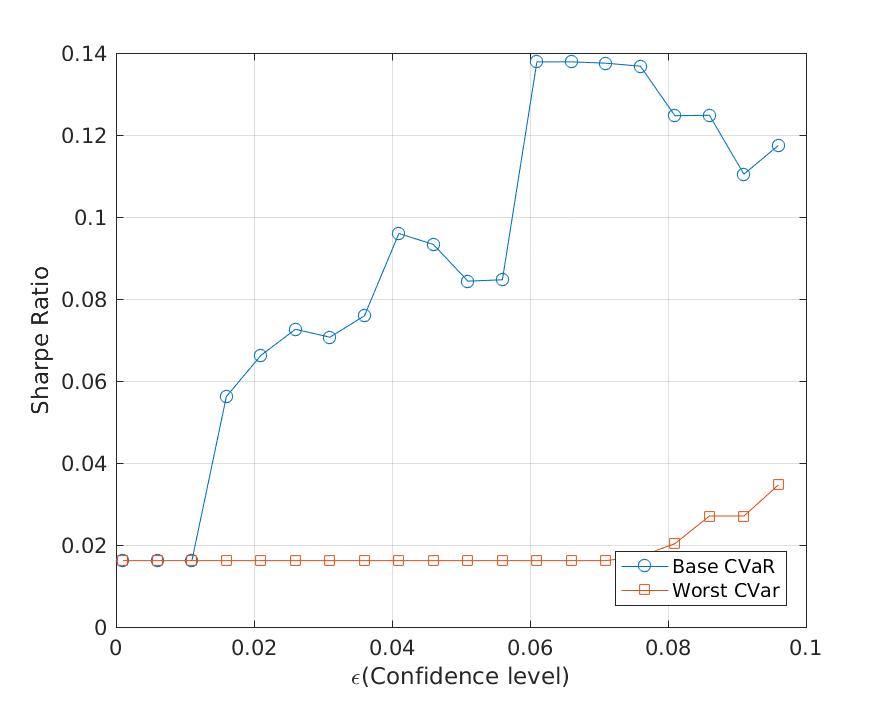 0.14
0.12
0.1
0.08
0.06
0.04
0.02
0
Sharpe Ratio
Base CVaR
Worst CVar
0 0.02 0.04 0.06 0.08 0.1
ϵ(Confidence level)